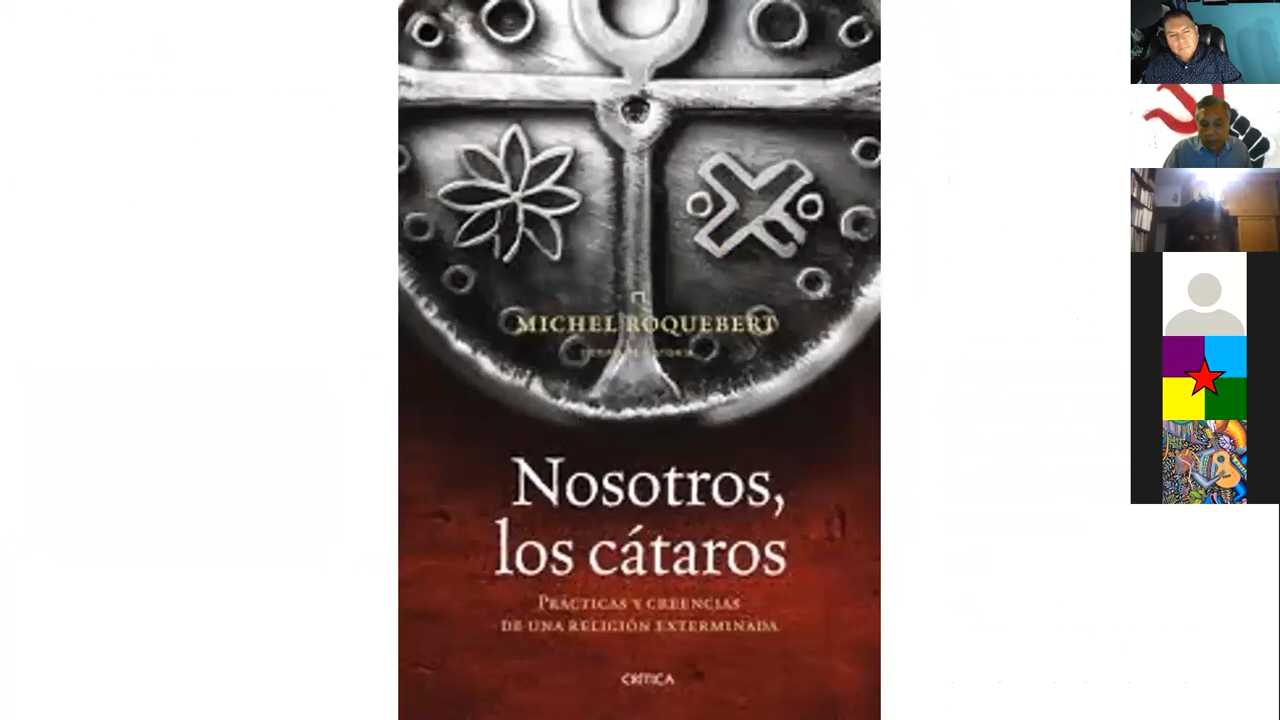 MICHEL ROQUEBERT
Nosotros,
los cátaros
PRÁCTICAS Y CREENCIAS
DE UNA RELIGIÓN EXTERMINADA
CRÍTICA